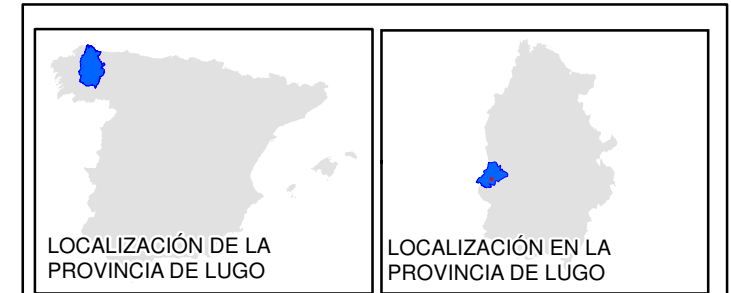 LOCALIZACIÓN DE LA
PROVINCIA DE LUGO
LOCALIZACIÓN EN LA
PROVINCIA DE LUGO